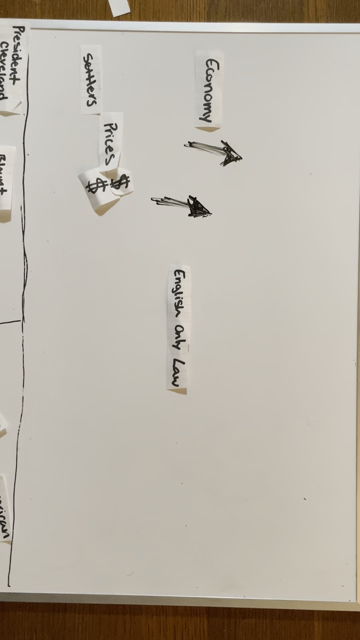 Economy
Settlers
Prices
$ $
English Only Law
President
Cleveland